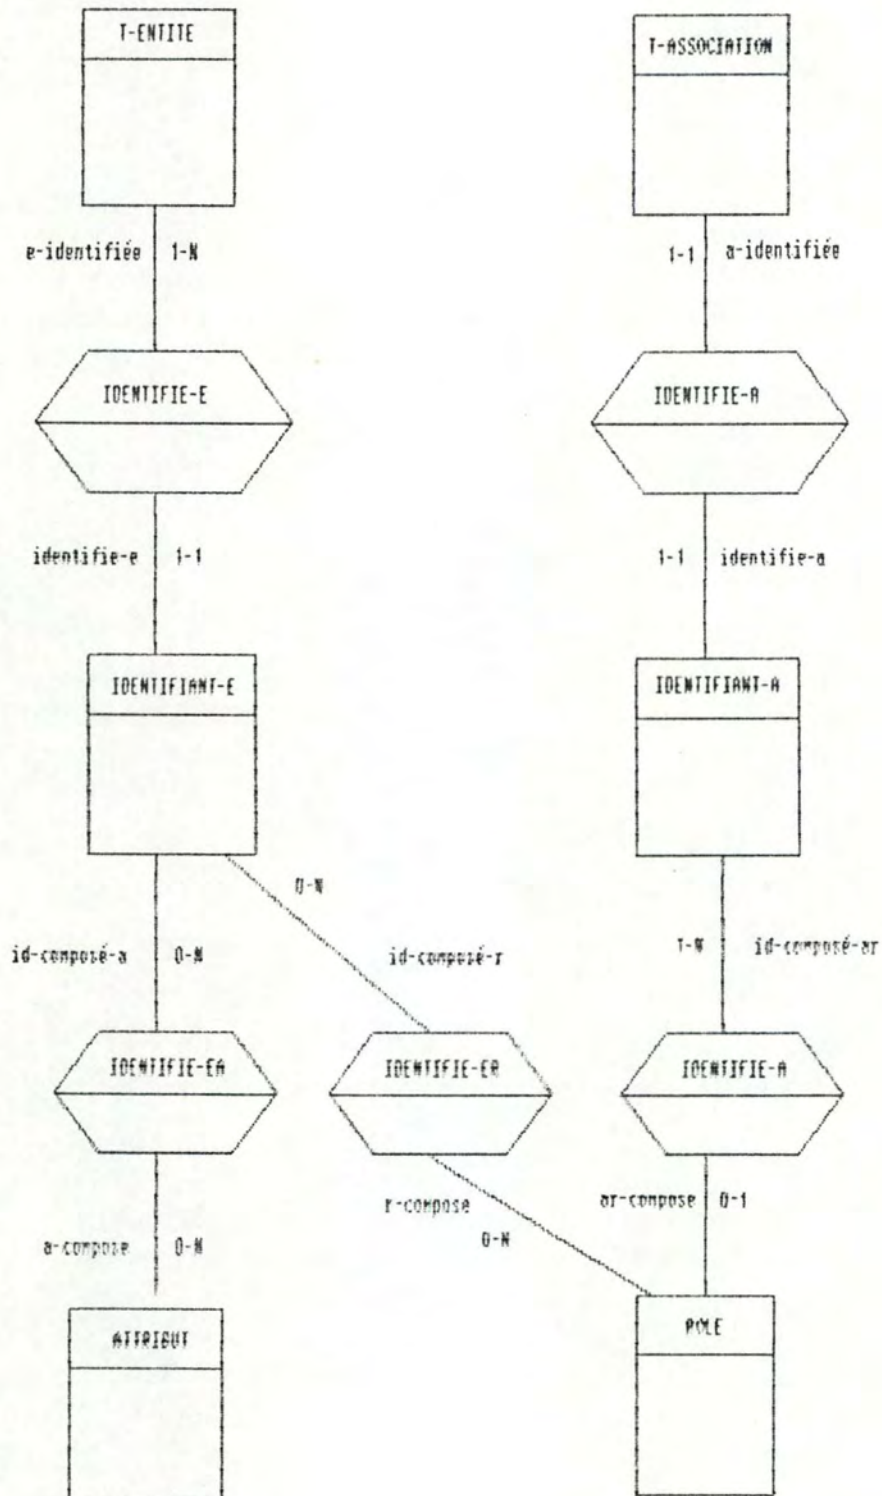 T-ENTITE
T-ASSOCIATION
e-identifiée 1-N
1-1 a-identifiée
IDENTIFIE-E
IDENTIFIE-A
identifie-e 1-1
1-1 identifie-a
IDENTIFIANT-E
IDENTIFIANT-A
0-N
id-composé-a 0-N
id-composé-r
1-N id-composé-ar
IDENTIFIE-EA
IDENTIFIE-ER
IDENTIFIE-A
r-compose
ar-compose 0-1
a-compose 0-N
0-N
ATTRIBUT
ROLE